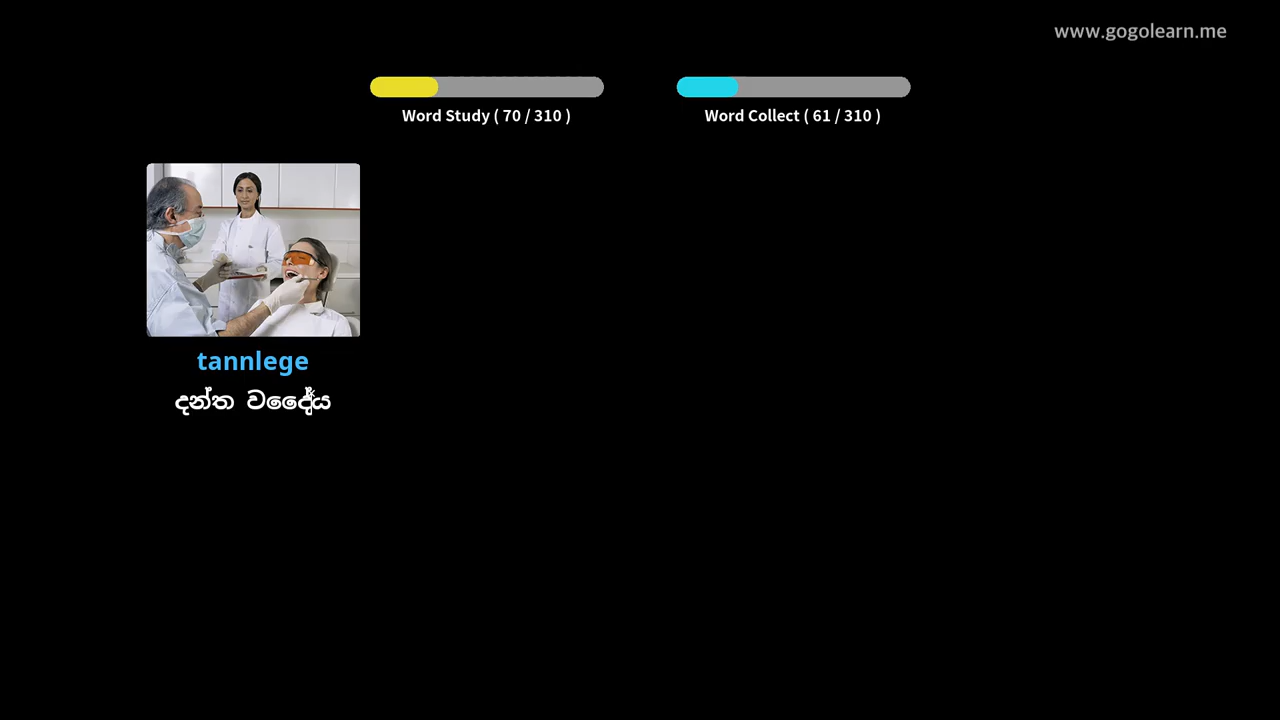 www.gogolearn.me
Word Study ( 70 / 310 )
Word Collect ( 61 / 310 )
tannlege
දන්ත වෛද්‍ය